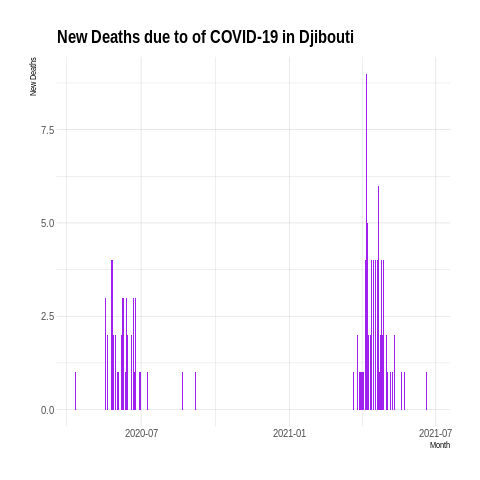 New Deaths due to of COVID-19 in Djibouti
New Deaths
7.5
5.0
2.5
0.0
2020-07 2021-01 2021-07
Month